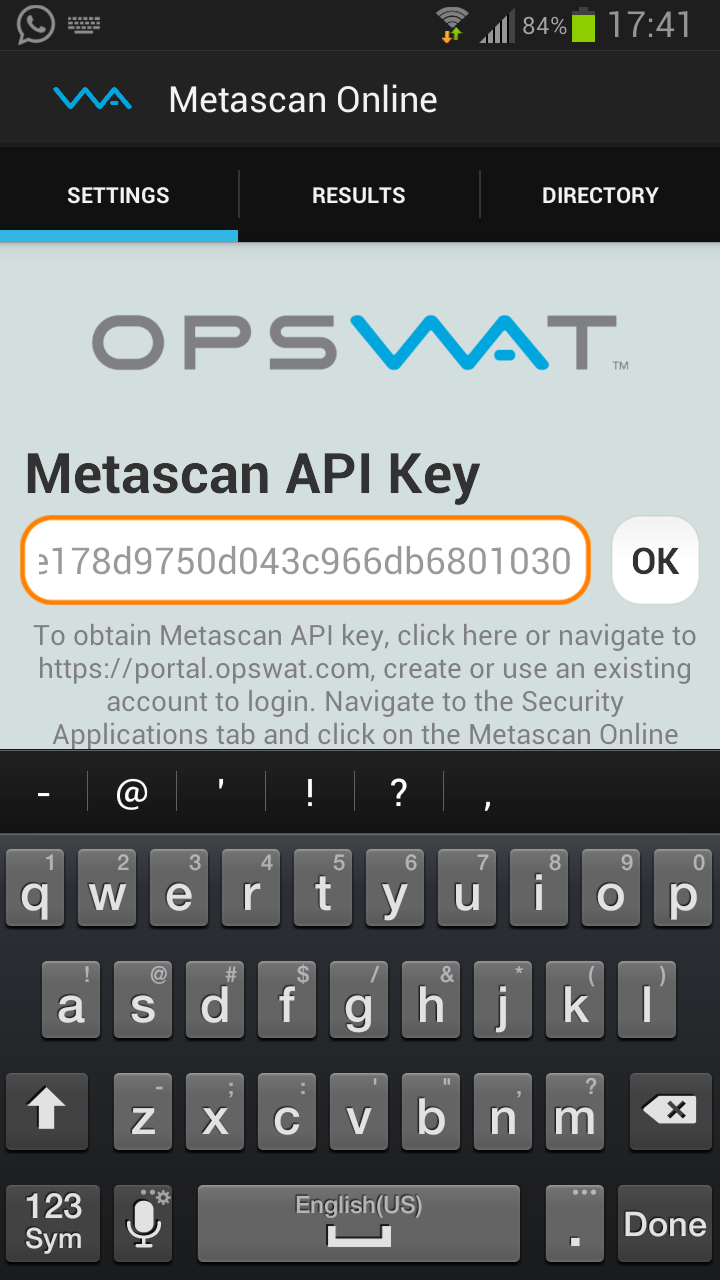 84% 17:41
Metascan Online
SETTINGS RESULTS DIRECTORY
OPSWAT™
Metascan API Key
e178d9750d043c966db6801030 OK
To obtain Metascan API key, click here or navigate to
https://portal.opswat.com, create or use an existing
account to login. Navigate to the Security
Applications tab and click on the Metascan Online
- @ ' ! ? ,
1 2 3 4 5 6 7 8 9 0
q w e r t y u i o p
! @ # $ / & * ( )
a s d f g h j k l
- ; : ' " , ?
z x c v b n m
123 English(US) ...
Sym . Done